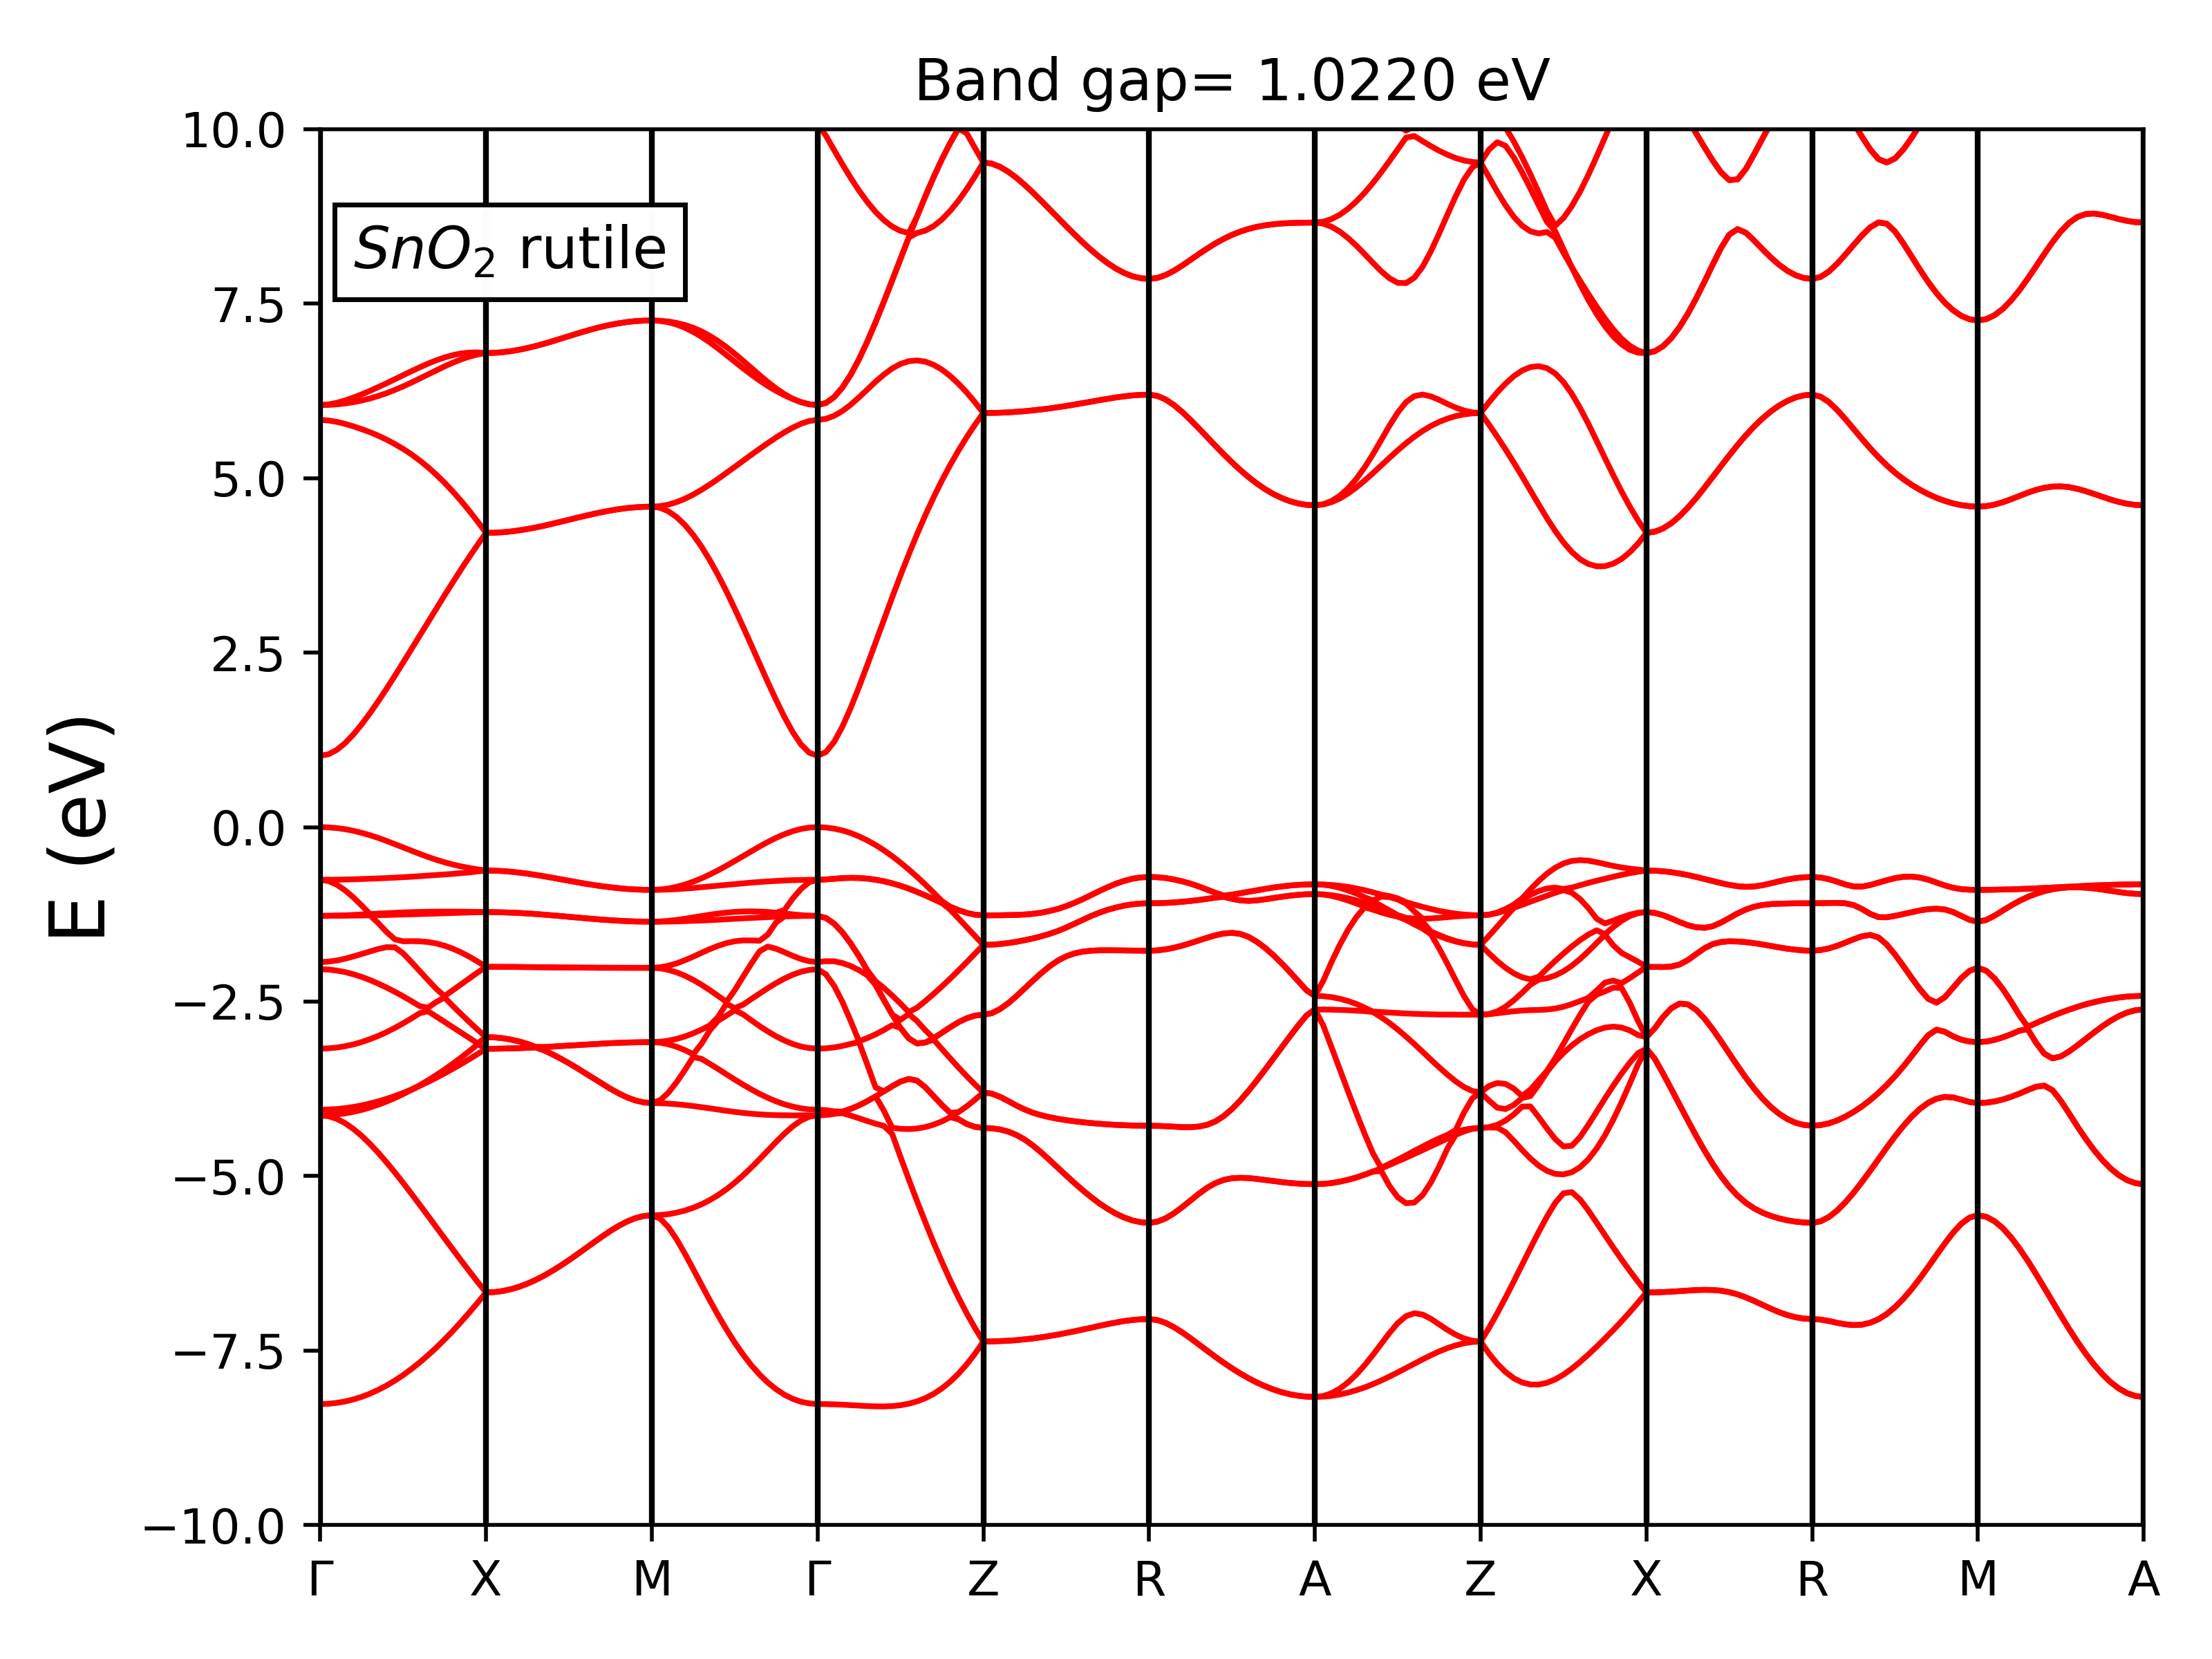 Band gap= 1.0220 eV
10.0
SnO₂ rutile
7.5
5.0
2.5
0.0
−2.5
−5.0
−7.5
−10.0
E (eV)
Γ X M Γ Z R A Z X R M A